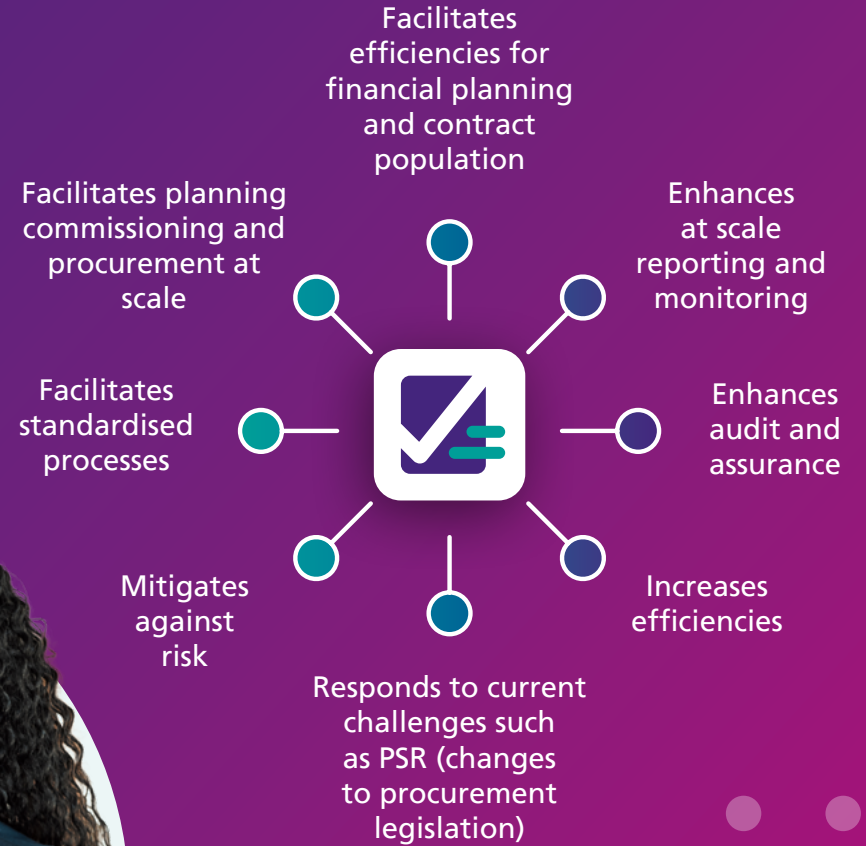 Facilitates
efficiencies for
financial planning
and contract
population
Enhances
at scale
reporting and
monitoring
Enhances
audit and
assurance
Increases
efficiencies
Responds to current
challenges such
as PSR (changes
to procurement
legislation)
Mitigates
against
risk
Facilitates
standardised
processes
Facilitates planning
commissioning and
procurement at
scale